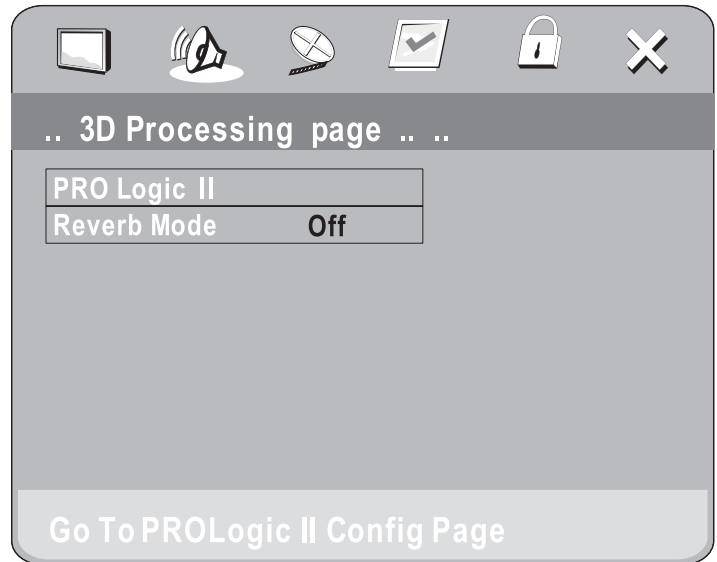 .. 3D Processing page .. ..
PRO Logic II
Reverb Mode Off
Go To PROLogic II Config Page